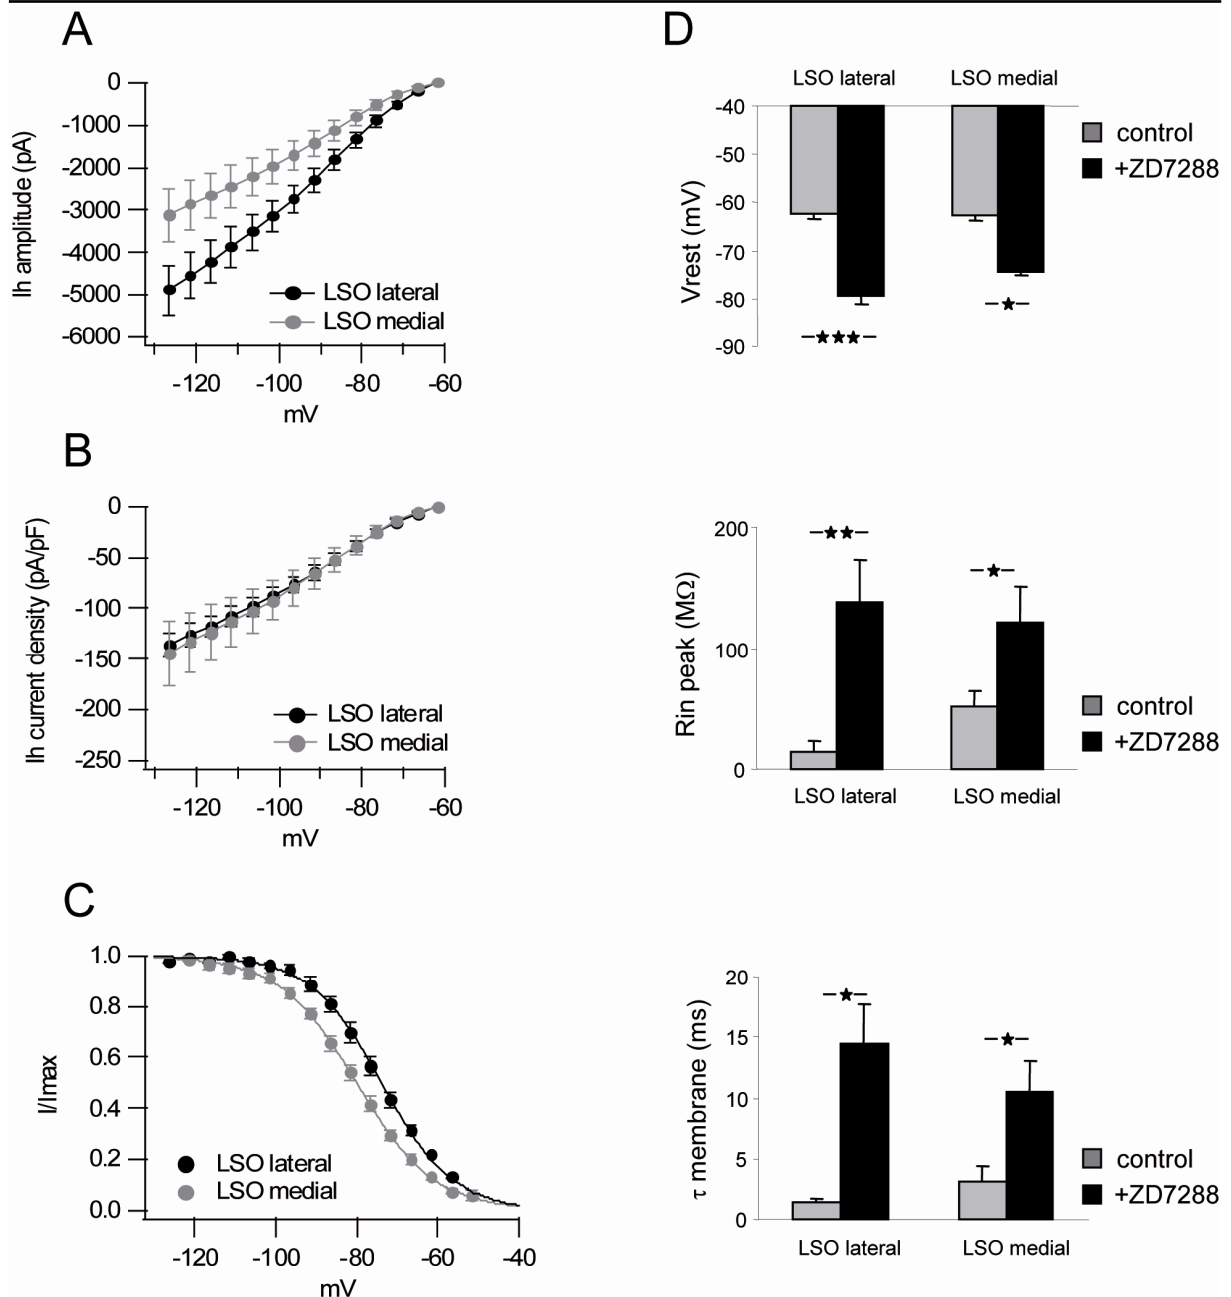 A
0
-1000
-2000
-3000
-4000
-5000
-6000
Ih amplitude (pA)
LSO lateral
LSO medial
-120 -100 -80 -60
mV
B
0
-50
-100
-150
-200
-250
Ih current density (pA/pF)
LSO lateral
LSO medial
-120 -100 -80 -60
mV
C
1.0
0.8
0.6
0.4
0.2
0.0
I/Imax
LSO lateral
LSO medial
-120 -100 -80 -60 -40
mV
D
LSO lateral LSO medial
-40
-50
-60
-70
-80
-90
Vrest (mV)
control
+ZD7288
200
100
0
Rin peak (MΩ)
control
+ZD7288
LSO lateral LSO medial
20
15
10
5
0
τ membrane (ms)
control
+ZD7288
LSO lateral LSO medial